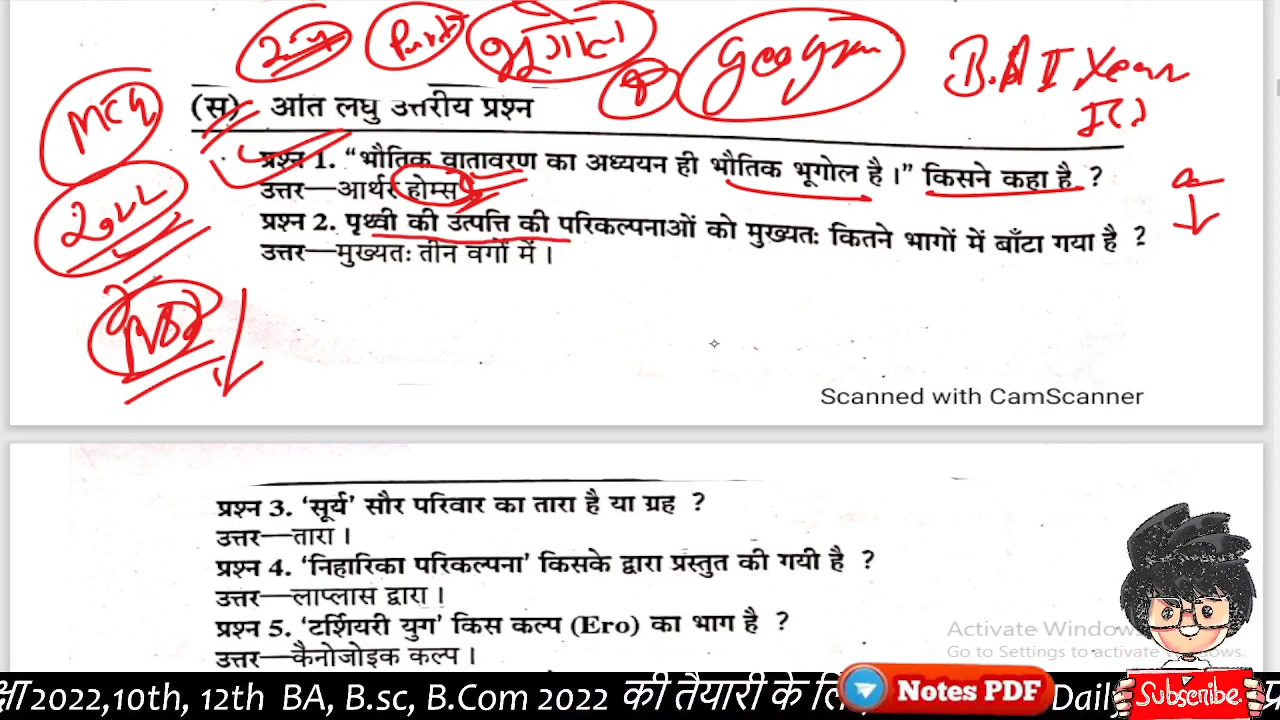 2nd Part भूगोल Geogra B.A II Year
MCQ
(स) अति लघु उत्तरीय प्रश्न
प्रश्न 1. “भौतिक वातावरण का अध्ययन ही भौतिक भूगोल है।” किसने कहा है ?
उत्तर—आर्थर होम्स
2022
प्रश्न 2. पृथ्वी की उत्पत्ति की परिकल्पनाओं को मुख्यतः कितने भागों में बाँटा गया है ?
उत्तर—मुख्यतः तीन वर्गों में।
Scanned with CamScanner
प्रश्न 3. ‘सूर्य’ सौर परिवार का तारा है या ग्रह ?
उत्तर—तारा।
प्रश्न 4. ‘निहारिका परिकल्पना’ किसके द्वारा प्रस्तुत की गयी है ?
उत्तर—लाप्लास द्वारा।
प्रश्न 5. ‘टर्शियरी युग’ किस कल्प (Ero) का भाग है ?
उत्तर—कैनोजोइक कल्प।
Activate Windows
Go to Settings to activate Windows.
क्षा 2022,10th, 12th BA, B.sc, B.Com 2022 की तैयारी के लि
Notes PDF
Daily
Subscribe